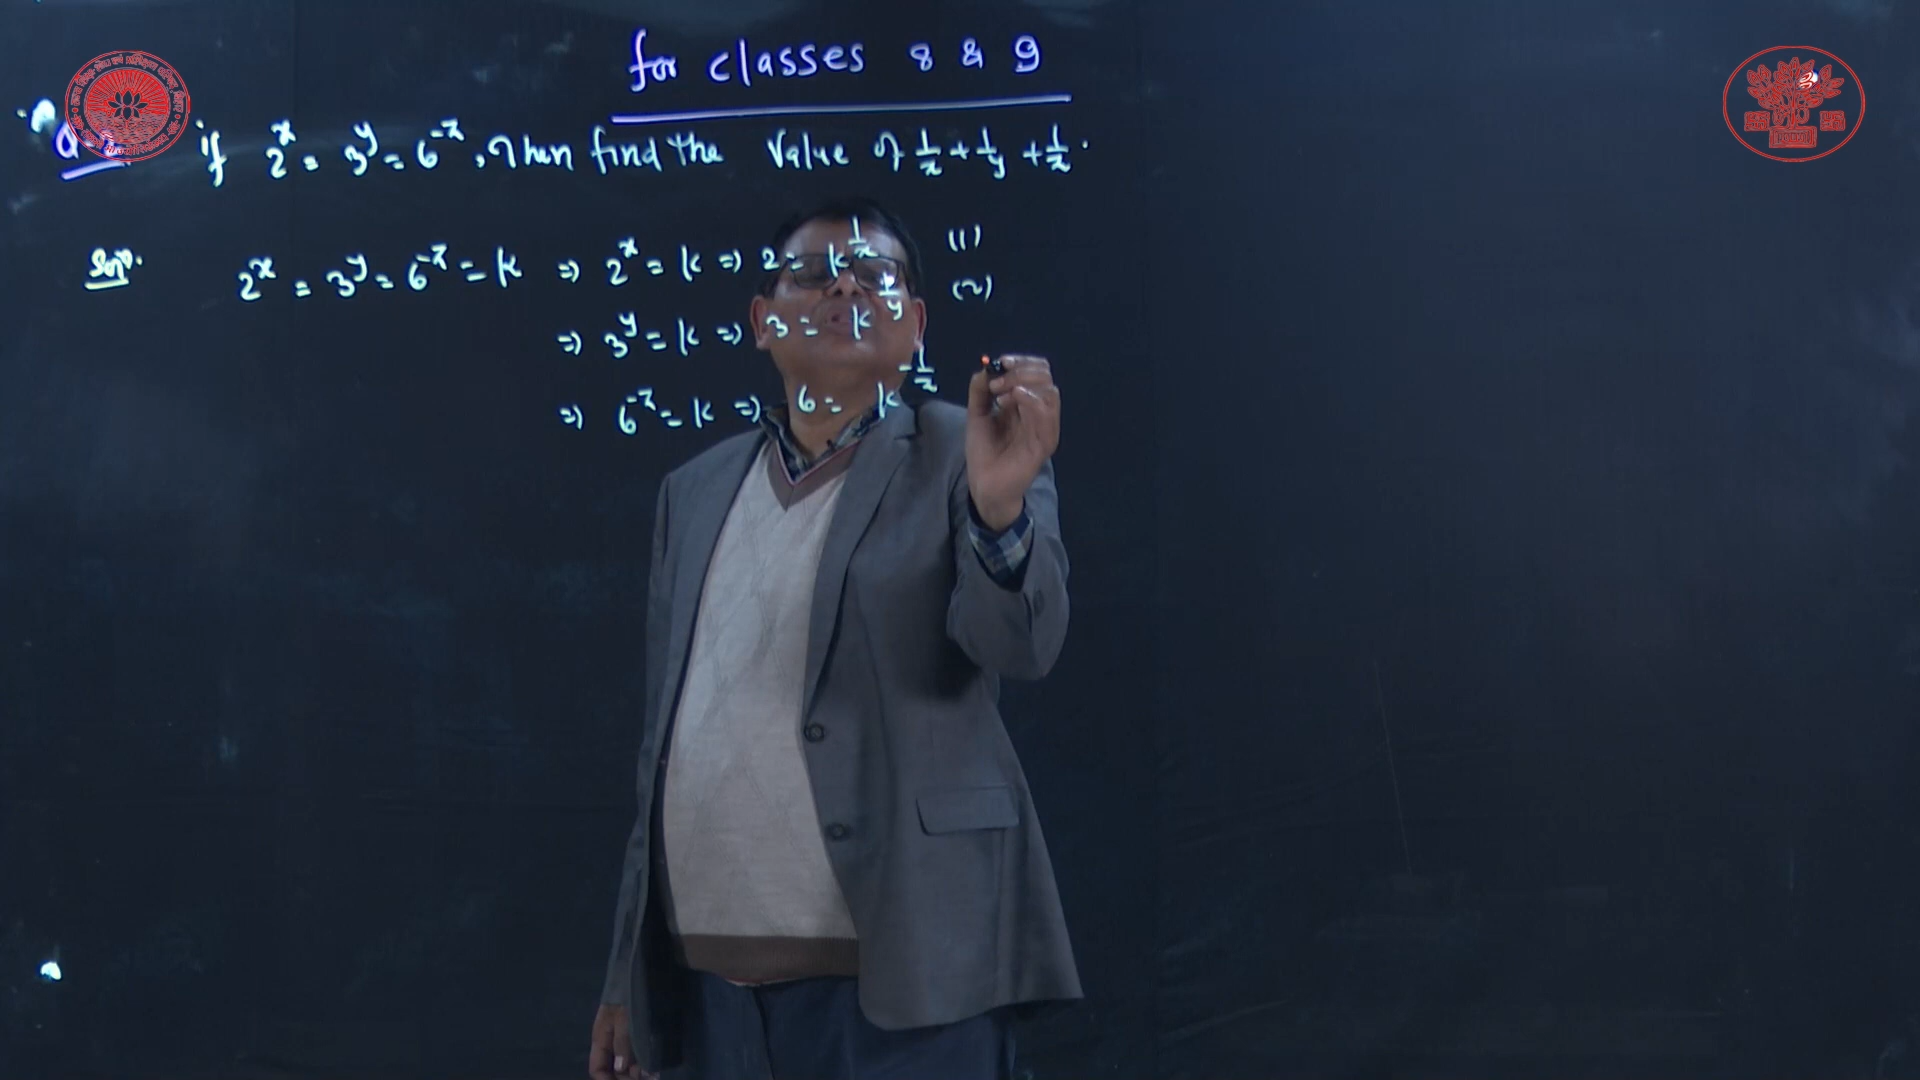 for classes 8 & 9
if 2^x = 3^y = 6^-z, Then find the value of 1/x + 1/y + 1/z.
Soln. 2^x = 3^y = 6^-z = k ⇒ 2^x = k ⇒ 2 = k^1/x (1)
⇒ 3^y = k ⇒ 3 = k^1/y (2)
⇒ 6^-z = k ⇒ 6 = k^-1/z